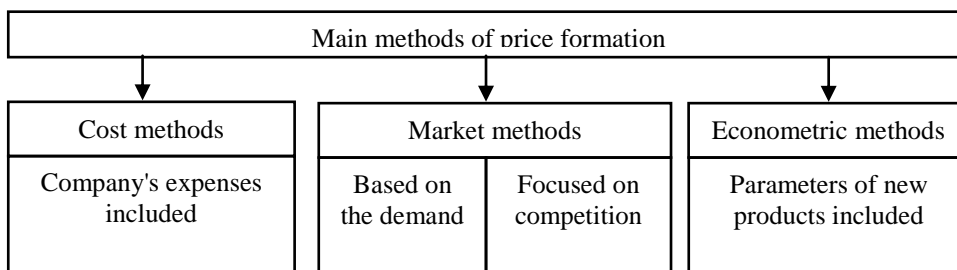 Main methods of price formation
Cost methods
Market methods
Econometric methods
Company's expenses
included
Based on
the demand
Focused on
competition
Parameters of new
products included